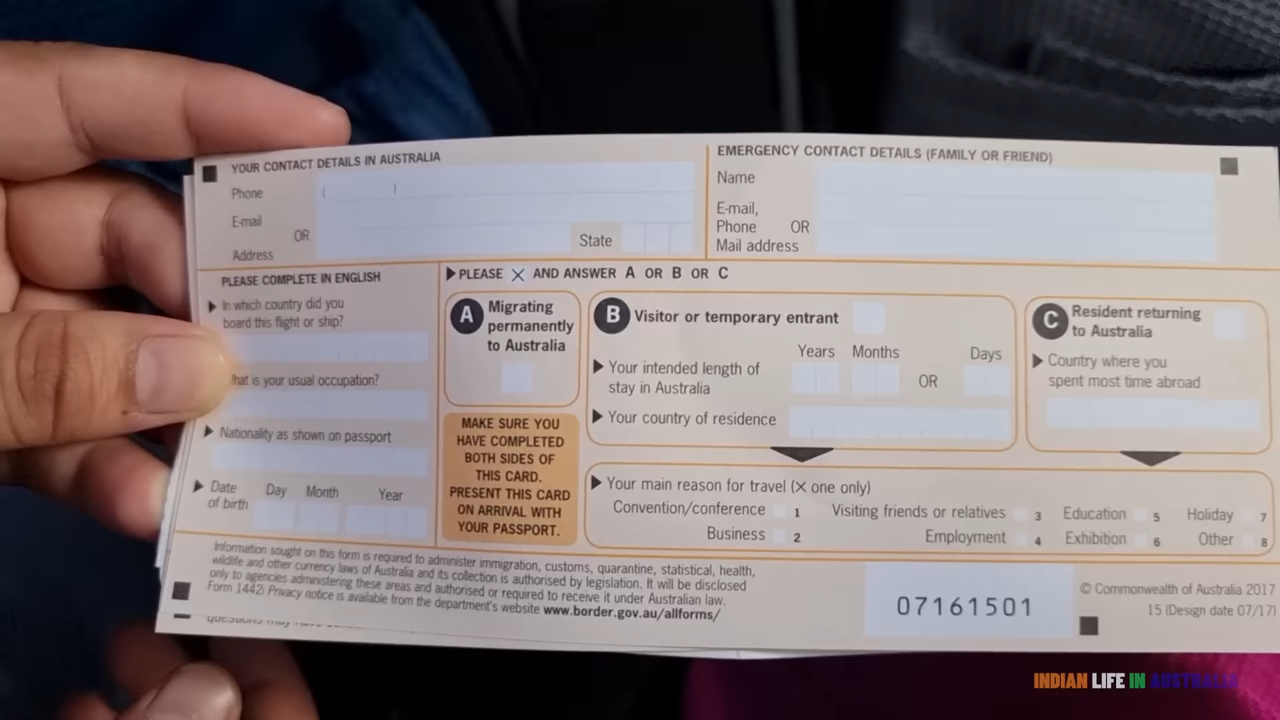 YOUR CONTACT DETAILS IN AUSTRALIA
Phone ( )
E-mail
OR
Address
State
EMERGENCY CONTACT DETAILS (FAMILY OR FRIEND)
Name
E-mail,
Phone OR
Mail address
PLEASE COMPLETE IN ENGLISH
In which country did you
board this flight or ship?
is your usual occupation?
Nationality as shown on passport
Date Day Month Year
of birth
PLEASE X AND ANSWER A OR B OR C
A Migrating
permanently
to Australia
MAKE SURE YOU
HAVE COMPLETED
BOTH SIDES OF
THIS CARD.
PRESENT THIS CARD
ON ARRIVAL WITH
YOUR PASSPORT.
B Visitor or temporary entrant
Years Months Days
Your intended length of
stay in Australia
OR
Your country of residence
C Resident returning
to Australia
Country where you
spent most time abroad
Your main reason for travel (X one only)
Convention/conference 1 Visiting friends or relatives 3 Education 5 Holiday 7
Business 2 Employment 4 Exhibition 6 Other 8
Information sought on this form is required to administer immigration, customs, quarantine, statistical, health,
wildlife and other currency laws of Australia and its collection is authorised by legislation. It will be disclosed
only to agencies administering these areas and authorised or required to receive it under Australian law.
Form 1442i Privacy notice is available from the department's website www.border.gov.au/allforms/
07161501
© Commonwealth of Australia 2017
15 (Design date 07/17)
INDIAN LIFE IN AUSTRALIA